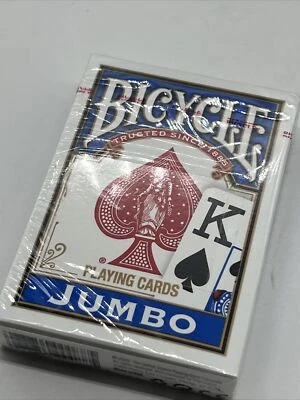 BICYCLE
®
TRUSTED SINCE 1885
K
®
PLAYING CARDS
JUMBO